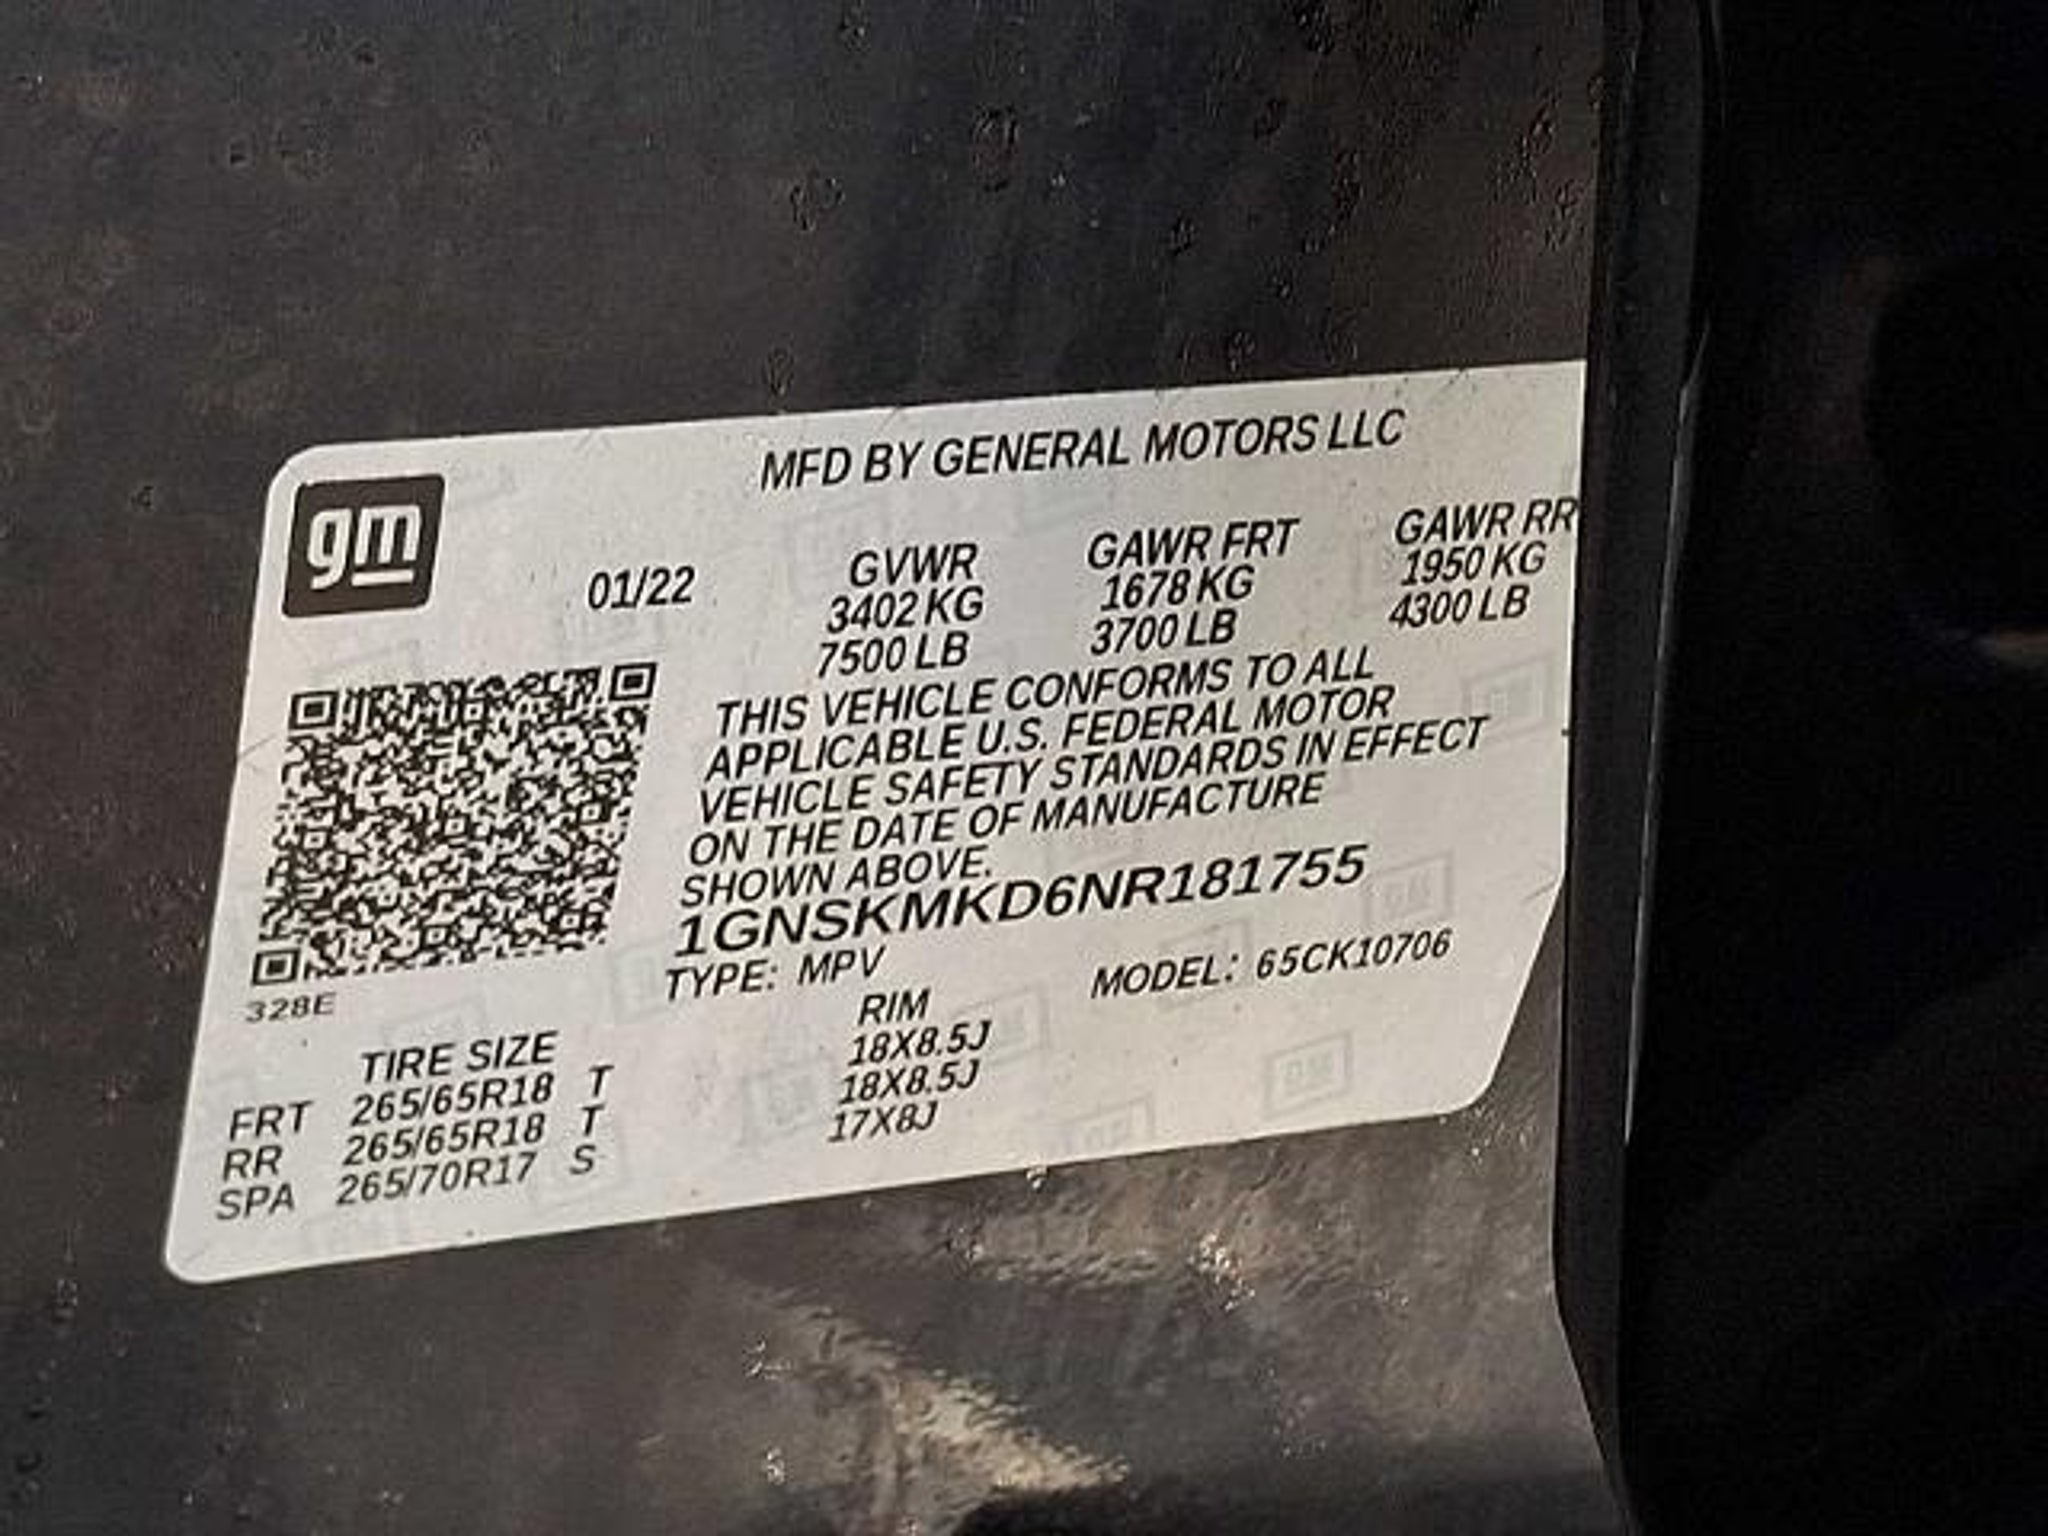 MFD BY GENERAL MOTORS LLC
gm
01/22
GVWR GAWR FRT GAWR RR
3402 KG 1678 KG 1950 KG
7500 LB 3700 LB 4300 LB
THIS VEHICLE CONFORMS TO ALL
APPLICABLE U.S. FEDERAL MOTOR
VEHICLE SAFETY STANDARDS IN EFFECT
ON THE DATE OF MANUFACTURE
SHOWN ABOVE.
1GNSKMKD6NR181755
TYPE: MPV MODEL: 65CK10706
328E
TIRE SIZE RIM
FRT 265/65R18 T 18X8.5J
RR 265/65R18 T 18X8.5J
SPA 265/70R17 S 17X8J